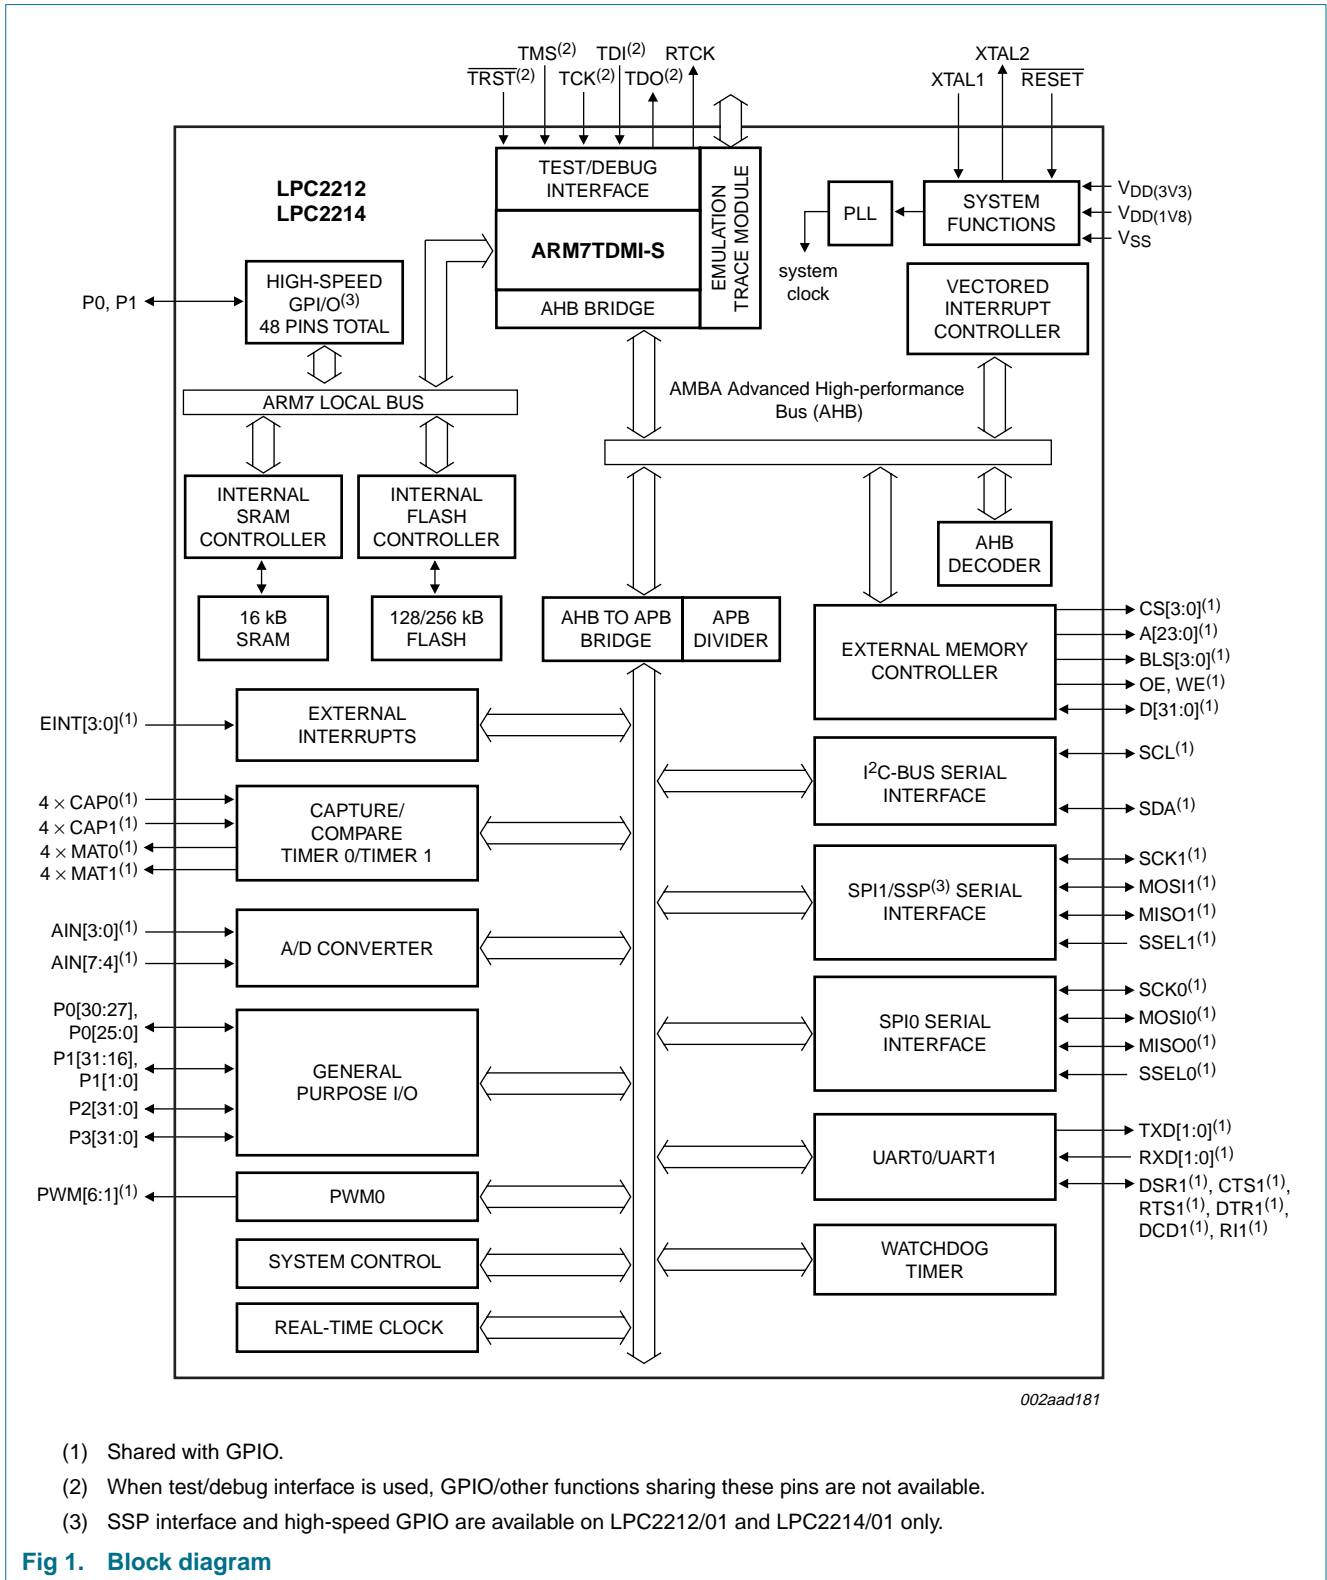 TMS(2) TDI(2) RTCK
TRST(2) TCK(2) TDO(2)
XTAL2
XTAL1 RESET
LPC2212
LPC2214
TEST/DEBUG
INTERFACE
ARM7TDMI-S
AHB BRIDGE
EMULATION
TRACE MODULE
PLL
SYSTEM
FUNCTIONS
VDD(3V3)
VDD(1V8)
VSS
system
clock
P0, P1
HIGH-SPEED
GPI/O(3)
48 PINS TOTAL
VECTORED
INTERRUPT
CONTROLLER
ARM7 LOCAL BUS
AMBA Advanced High-performance
Bus (AHB)
INTERNAL
SRAM
CONTROLLER
INTERNAL
FLASH
CONTROLLER
AHB
DECODER
16 kB
SRAM
128/256 kB
FLASH
AHB TO APB
BRIDGE
APB
DIVIDER
EXTERNAL MEMORY
CONTROLLER
CS[3:0](1)
A[23:0](1)
BLS[3:0](1)
OE, WE(1)
D[31:0](1)
EINT[3:0](1)
EXTERNAL
INTERRUPTS
I2C-BUS SERIAL
INTERFACE
SCL(1)
SDA(1)
4 × CAP0(1)
4 × CAP1(1)
4 × MAT0(1)
4 × MAT1(1)
CAPTURE/
COMPARE
TIMER 0/TIMER 1
SPI1/SSP(3) SERIAL
INTERFACE
SCK1(1)
MOSI1(1)
MISO1(1)
SSEL1(1)
AIN[3:0](1)
AIN[7:4](1)
A/D CONVERTER
SPI0 SERIAL
INTERFACE
SCK0(1)
MOSI0(1)
MISO0(1)
SSEL0(1)
P0[30:27],
P0[25:0]
P1[31:16],
P1[1:0]
P2[31:0]
P3[31:0]
GENERAL
PURPOSE I/O
UART0/UART1
TXD[1:0](1)
RXD[1:0](1)
DSR1(1), CTS1(1),
RTS1(1), DTR1(1),
DCD1(1), RI1(1)
PWM[6:1](1)
PWM0
SYSTEM CONTROL
WATCHDOG
TIMER
REAL-TIME CLOCK
002aad181
(1) Shared with GPIO.
(2) When test/debug interface is used, GPIO/other functions sharing these pins are not available.
(3) SSP interface and high-speed GPIO are available on LPC2212/01 and LPC2214/01 only.
Fig 1. Block diagram